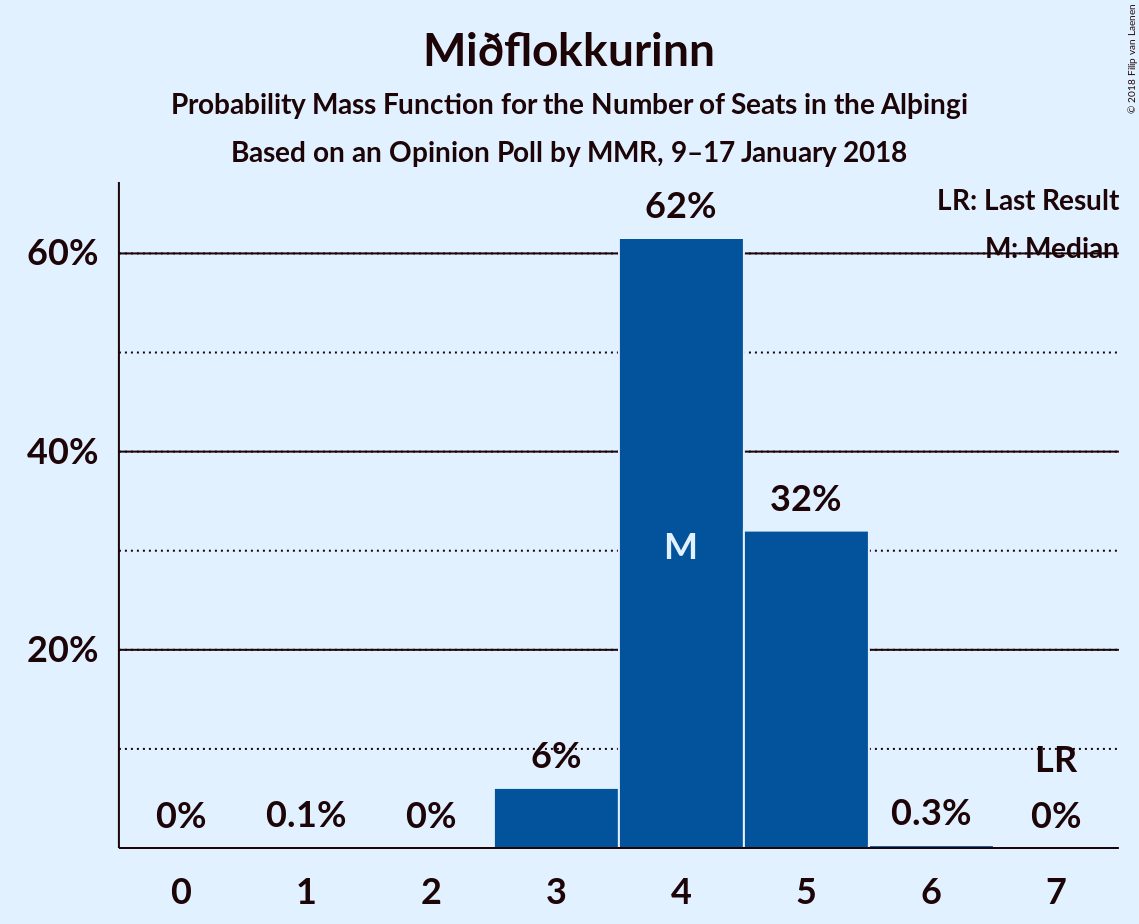 Miðflokkurinn
Probability Mass Function for the Number of Seats in the Alþingi
Based on an Opinion Poll by MMR, 9–17 January 2018
© 2018 Filip van Laenen
LR: Last Result
M: Median
62%
60%
40%
32%
M
20%
6%
LR
0%
0.1%
0%
0.3%
0%
0 1 2 3 4 5 6 7